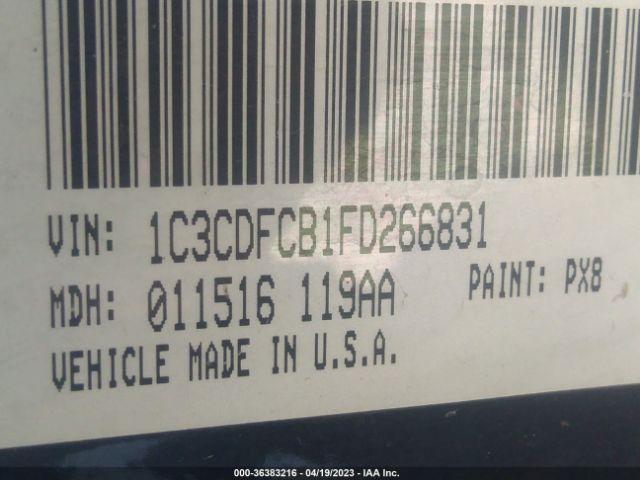 VIN: 1C3CDFCB1FD266831
MDH: 011516 119AA PAINT: PX8
VEHICLE MADE IN U.S.A.
000-36383216 - 04/19/2023 - IAA Inc.